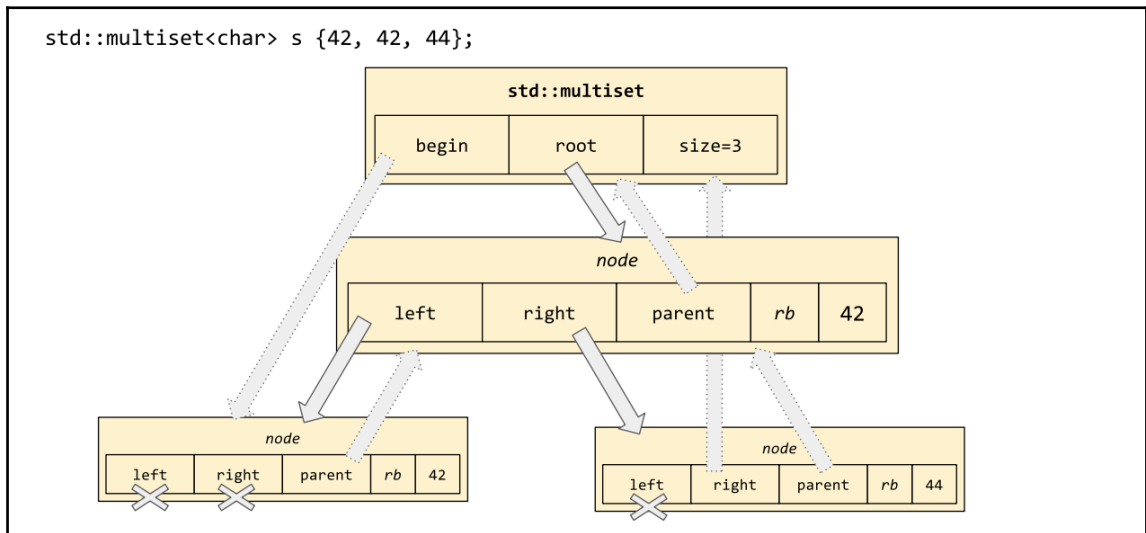 std::multiset<char> s {42, 42, 44};
std::multiset
begin root size=3
node
left right parent rb 42
node
left right parent rb 42
node
left right parent rb 44